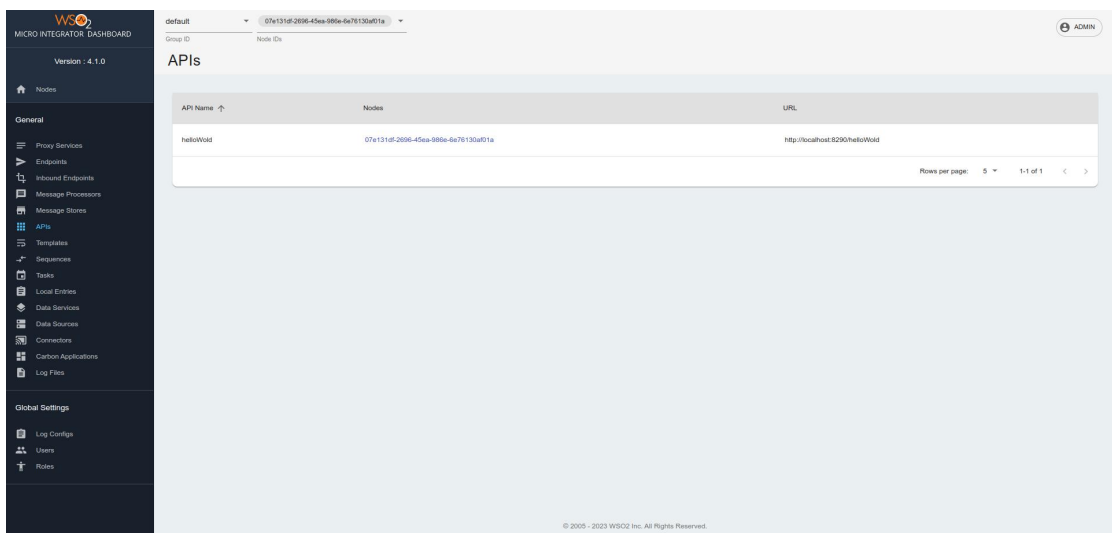 WSO2
MICRO INTEGRATOR DASHBOARD
Version : 4.1.0
Nodes
General
Proxy Services
Endpoints
Inbound Endpoints
Message Processors
Message Stores
APIs
Templates
Sequences
Tasks
Local Entries
Data Services
Data Sources
Connectors
Carbon Applications
Log Files
Global Settings
Log Configs
Users
Roles
default 07e131df-2696-45ea-986e-6e76130af01a
Group ID Node IDs
ADMIN
APIs
API Name Nodes URL
helloWold 07e131df-2696-45ea-986e-6e76130af01a http://localhost:8290/helloWold
Rows per page: 5 1-1 of 1
© 2005 - 2023 WSO2 Inc. All Rights Reserved.